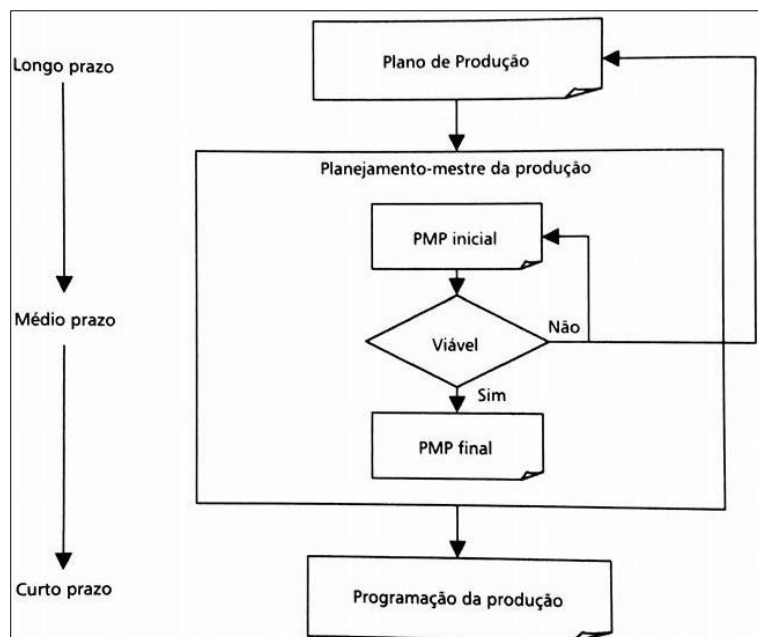 Longo prazo
Plano de Produção
Planejamento-mestre da produção
PMP inicial
Médio prazo
Viável
Não
Sim
PMP final
Curto prazo
Programação da produção